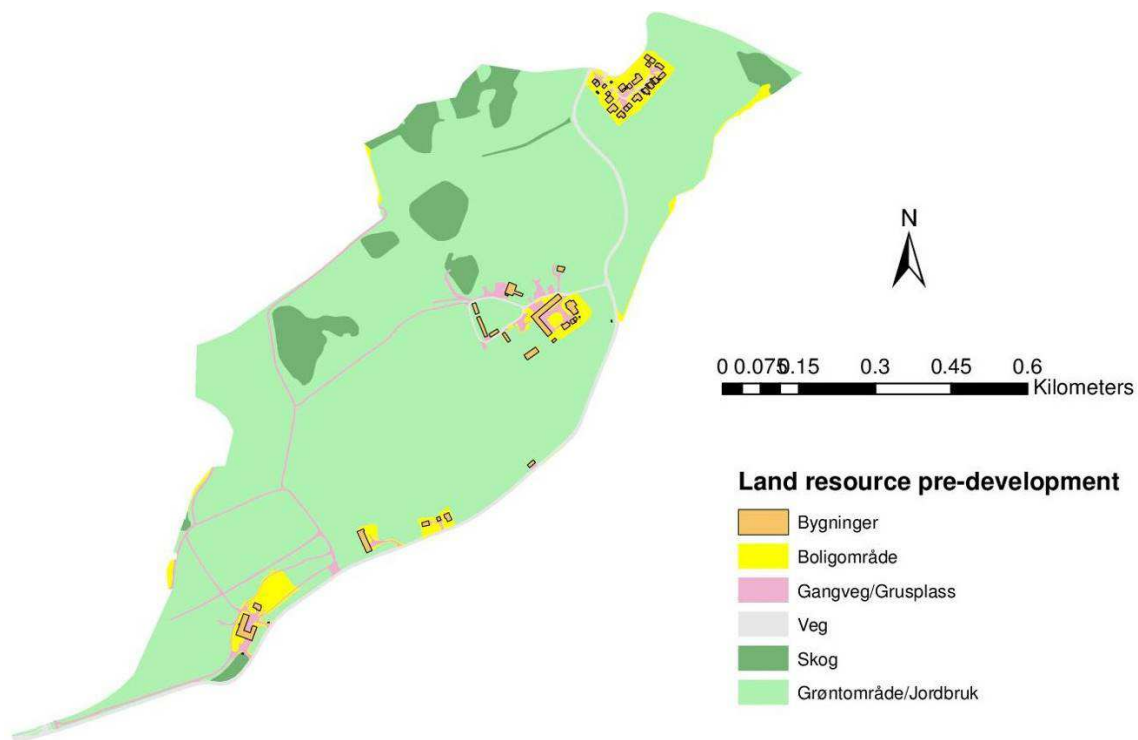 N
0 0.075 0.15 0.3 0.45 0.6
Kilometers
Land resource pre-development
Bygninger
Boligområde
Gangveg/Grusplass
Veg
Skog
Grøntområde/Jordbruk